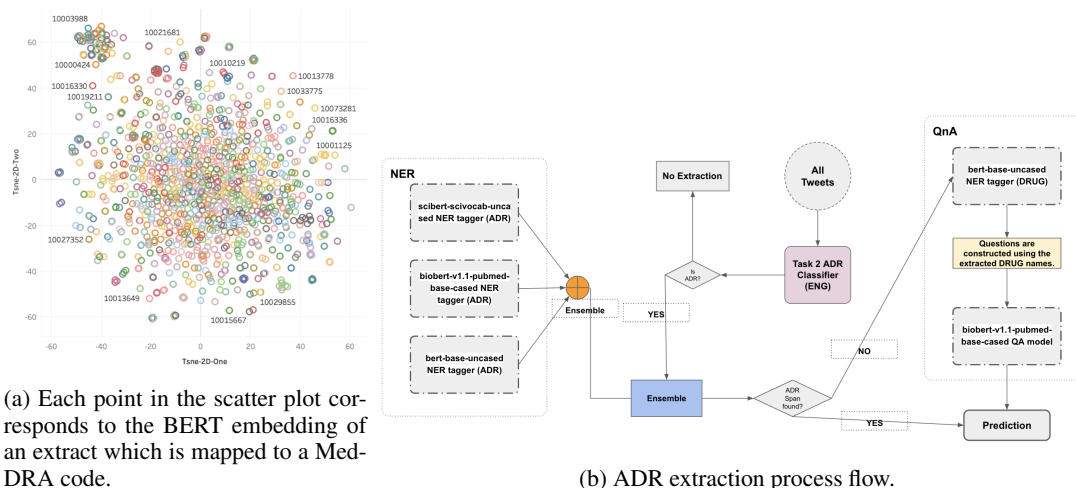 10003988
10021681
10000424
10010219
10013778
10016330
10033775
10019211
10073281
10016336
10001125
10027352
10013649
10029855
10015667
60
40
20
0
-20
-40
-60
Tsne-2D-Two
-60
-40
-20
0
20
40
60
Tsne-2D-One
(a) Each point in the scatter plot cor-
responds to the BERT embedding of
an extract which is mapped to a Med-
DRA code.
NER
scibert-scivocab-unca
sed NER tagger (ADR)
biobert-v1.1-pubmed-
base-cased NER
tagger (ADR)
bert-base-uncased
NER tagger (ADR)
Ensemble
No Extraction
All
Tweets
Is
ADR?
Task 2 ADR
Classifier
(ENG)
YES
Ensemble
ADR
Span
found?
NO
YES
QnA
bert-base-uncased
NER tagger (DRUG)
Questions are
constructed using the
extracted DRUG names.
biobert-v1.1-pubmed-
base-cased QA model
Prediction
(b) ADR extraction process flow.